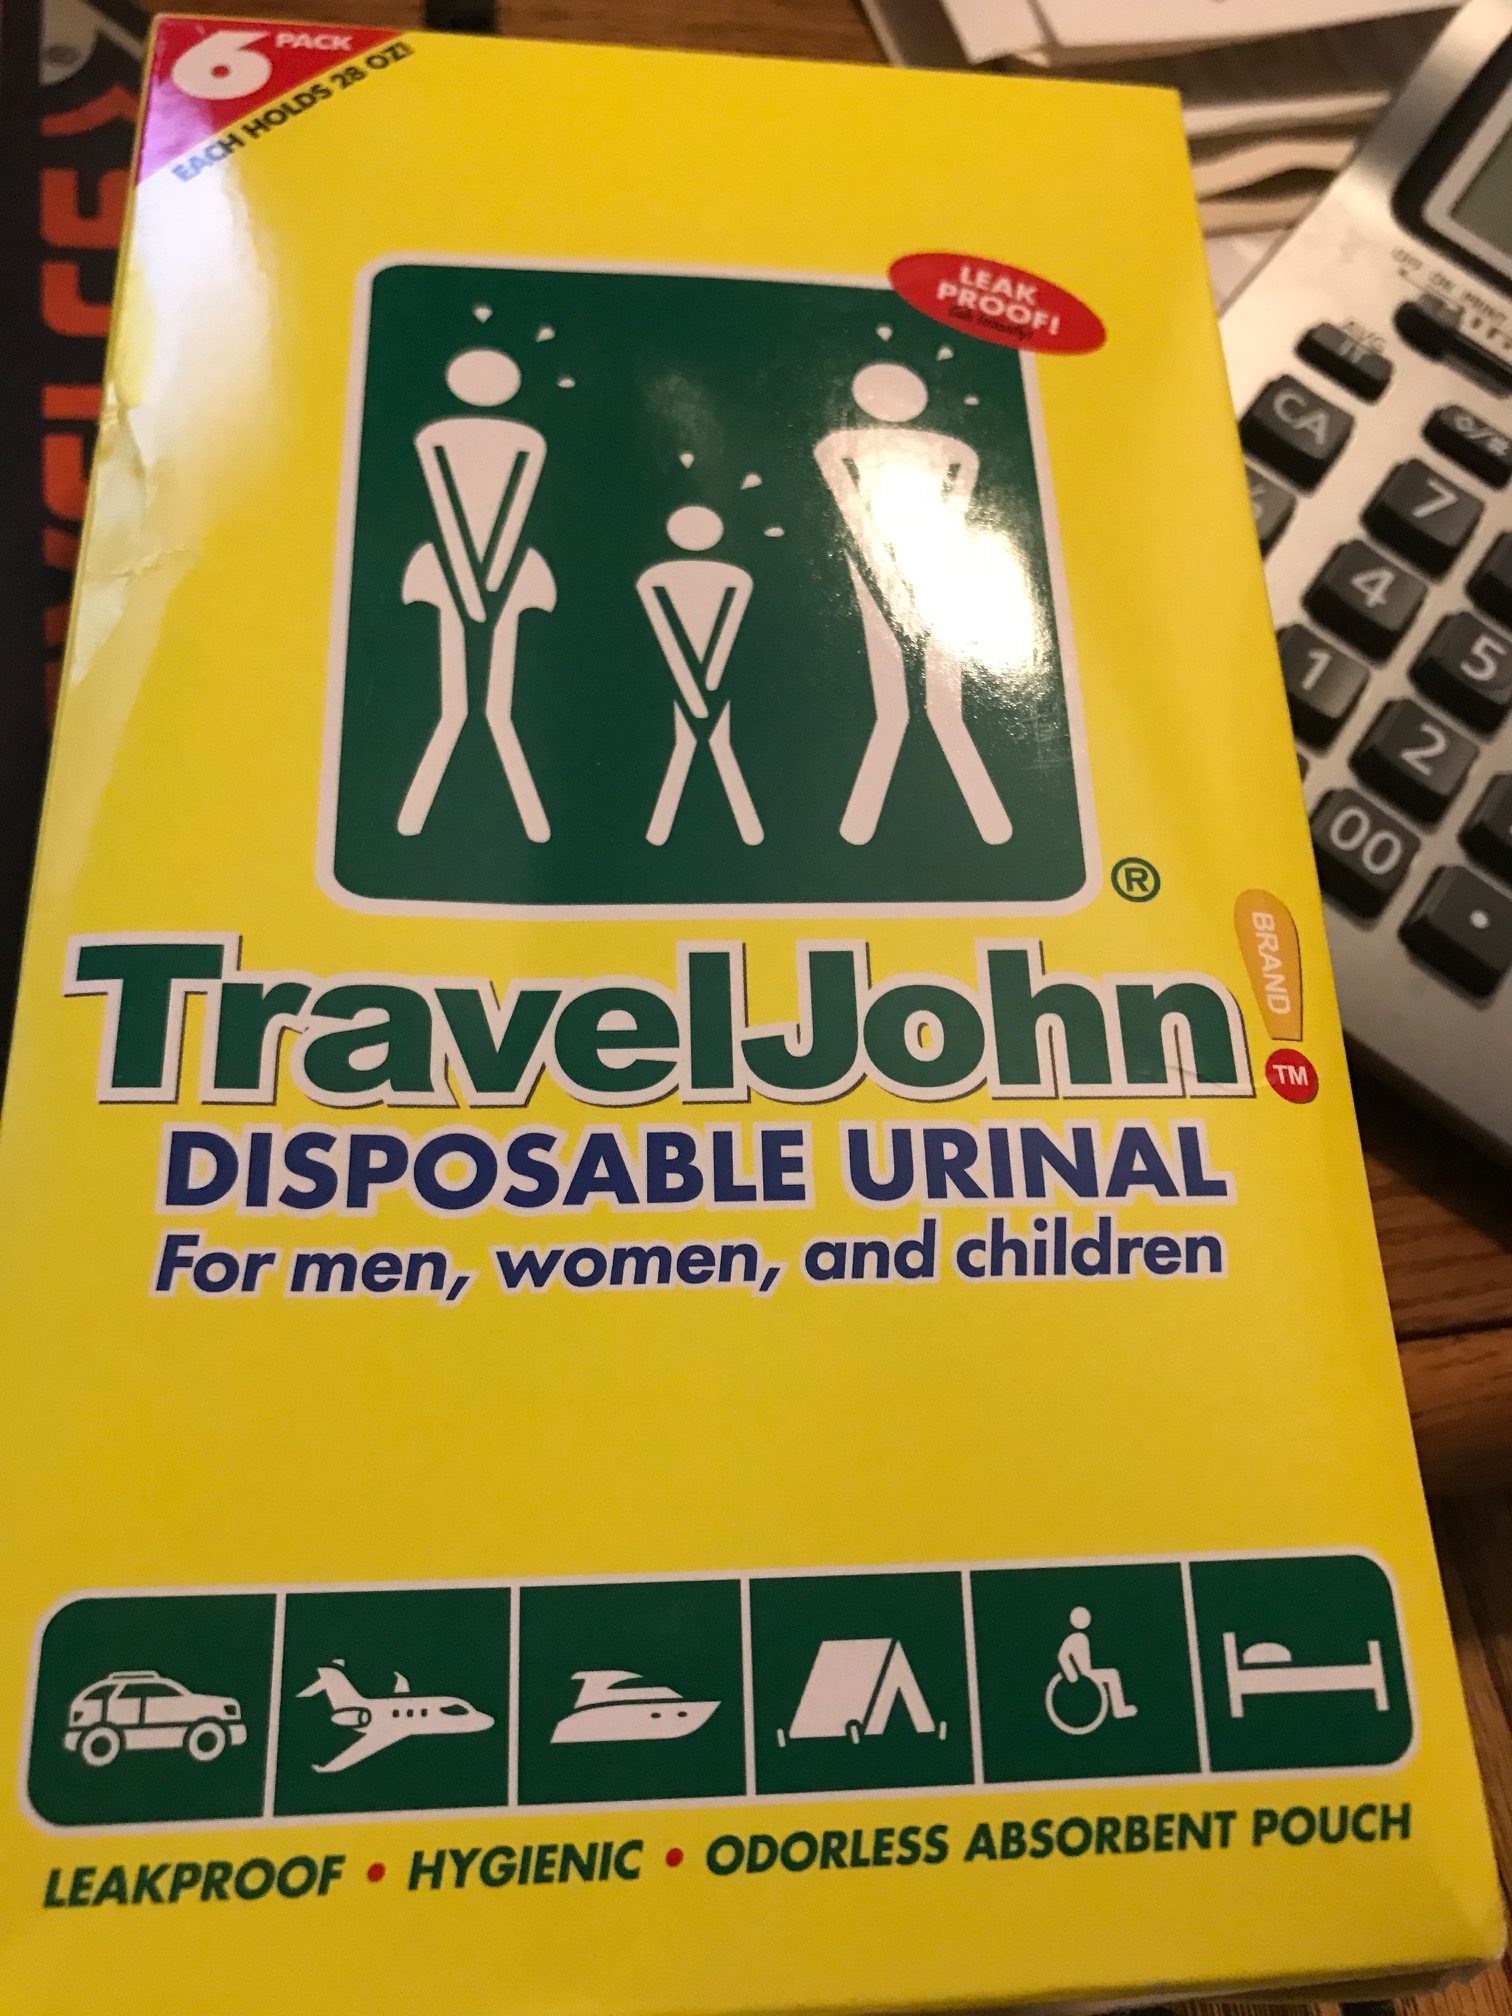 6 PACK
EACH HOLDS 28 OZ!
LEAK
PROOF!
®
TravelJohn!
BRAND
TM
DISPOSABLE URINAL
For men, women, and children
LEAKPROOF • HYGIENIC • ODORLESS ABSORBENT POUCH
CA
7
4
5
1
2
00